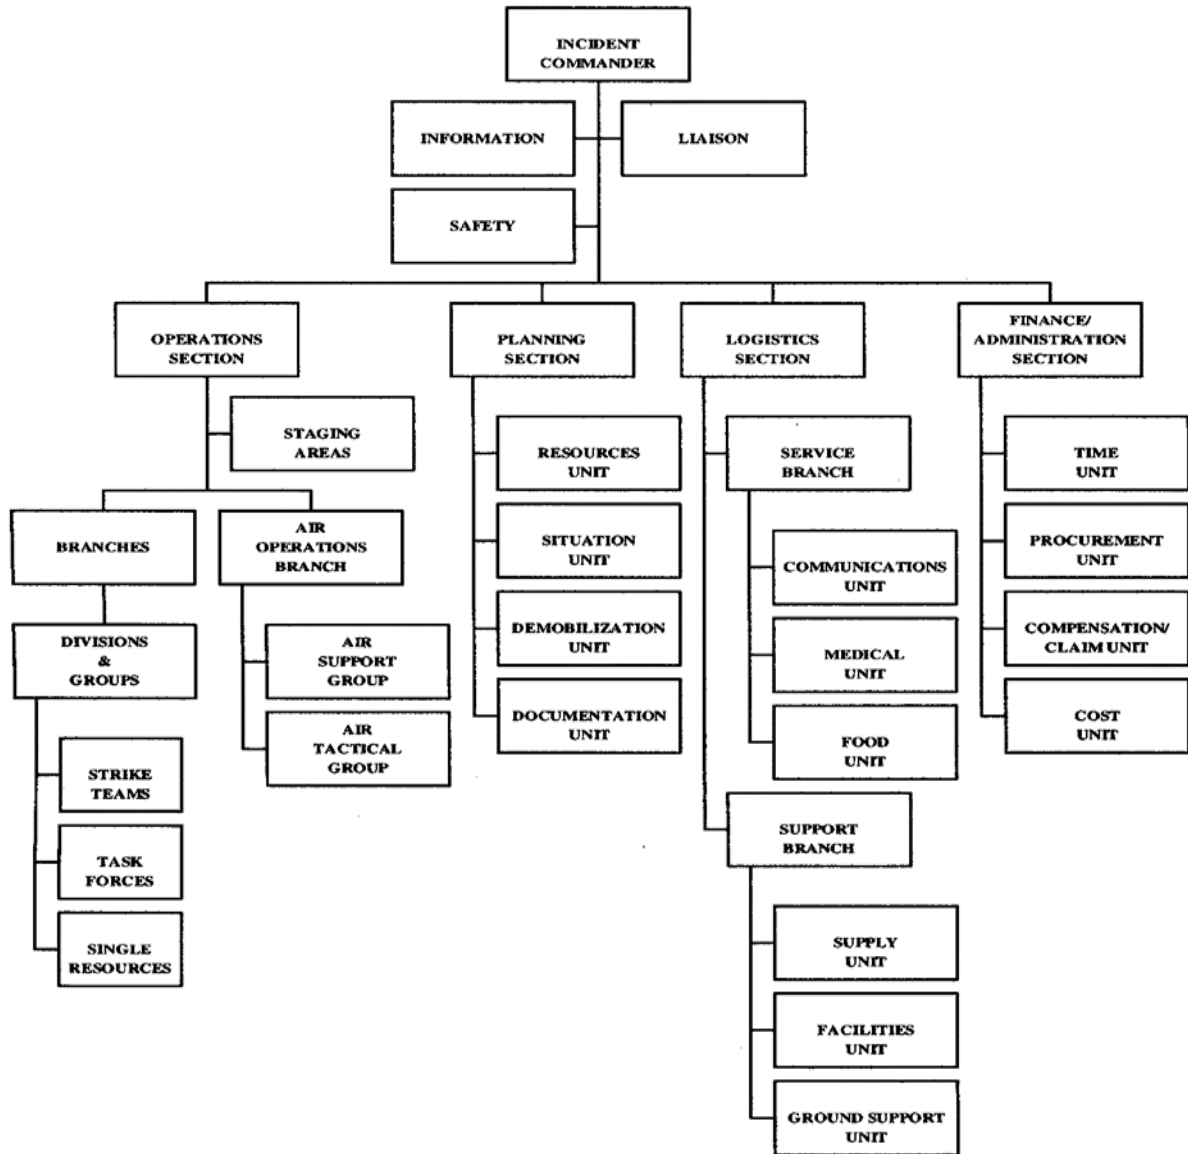 INCIDENT
COMMANDER
INFORMATION
LIAISON
SAFETY
OPERATIONS
SECTION
PLANNING
SECTION
LOGISTICS
SECTION
FINANCE/
ADMINISTRATION
SECTION
STAGING
AREAS
BRANCHES
AIR
OPERATIONS
BRANCH
DIVISIONS
&
GROUPS
AIR
SUPPORT
GROUP
AIR
TACTICAL
GROUP
STRIKE
TEAMS
TASK
FORCES
SINGLE
RESOURCES
RESOURCES
UNIT
SITUATION
UNIT
DEMOBILIZATION
UNIT
DOCUMENTATION
UNIT
SERVICE
BRANCH
COMMUNICATIONS
UNIT
MEDICAL
UNIT
FOOD
UNIT
SUPPORT
BRANCH
SUPPLY
UNIT
FACILITIES
UNIT
GROUND SUPPORT
UNIT
TIME
UNIT
PROCUREMENT
UNIT
COMPENSATION/
CLAIM UNIT
COST
UNIT